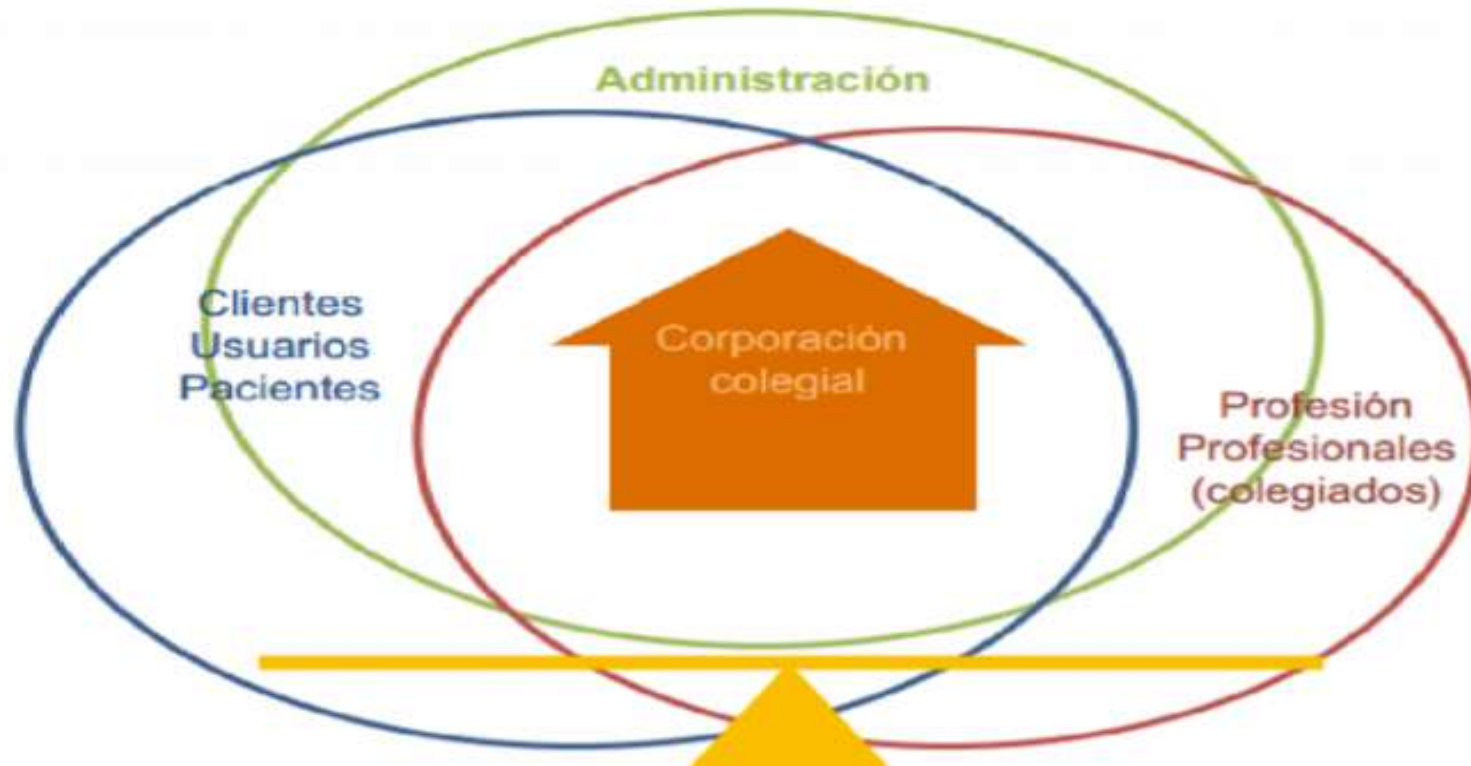 Administración
Clientes
Usuarios
Pacientes
Corporación
colegial
Profesión
Profesionales
(colegiados)